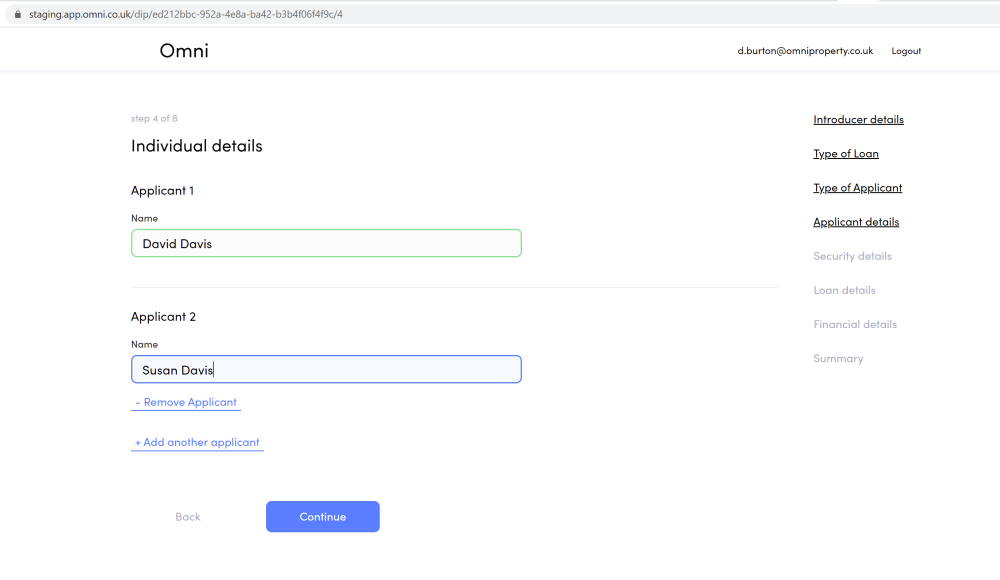 staging.app.omni.co.uk/dip/ed212bbc-952a-4e8a-ba42-b3b4f06f4f9c/4
Omni
d.burton@omniproperty.co.uk
Logout
step 4 of 8
Individual details
Applicant 1
Name
David Davis
Applicant 2
Name
Susan Davis
- Remove Applicant
+ Add another applicant
Back
Continue
Introducer details
Type of Loan
Type of Applicant
Applicant details
Security details
Loan details
Financial details
Summary